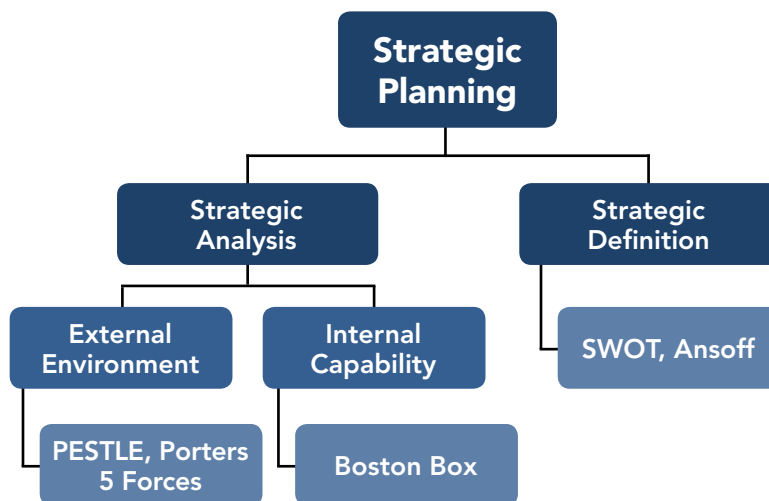 Strategic
Planning
Strategic
Analysis
Strategic
Definition
External
Environment
Internal
Capability
SWOT, Ansoff
PESTLE, Porters
5 Forces
Boston Box